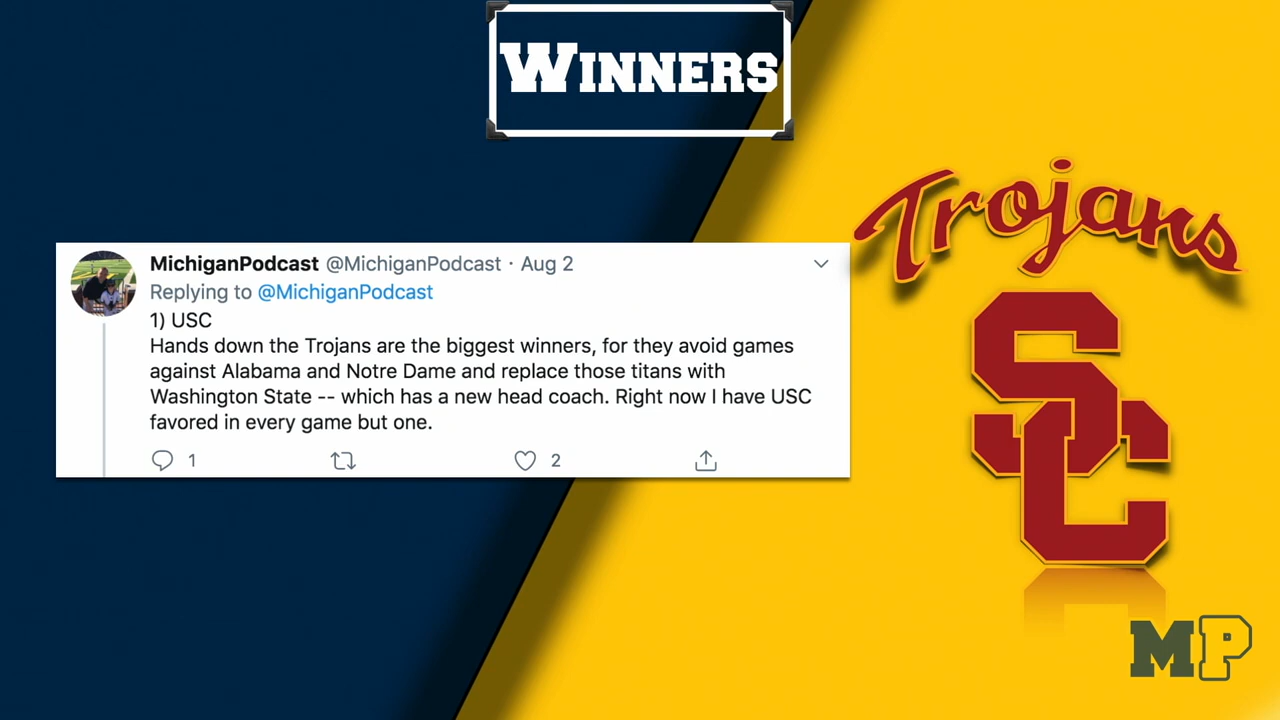 WINNERS
Trojans
SC
MichiganPodcast @MichiganPodcast · Aug 2
Replying to @MichiganPodcast
1) USC
Hands down the Trojans are the biggest winners, for they avoid games
against Alabama and Notre Dame and replace those titans with
Washington State -- which has a new head coach. Right now I have USC
favored in every game but one.
1 2
MP